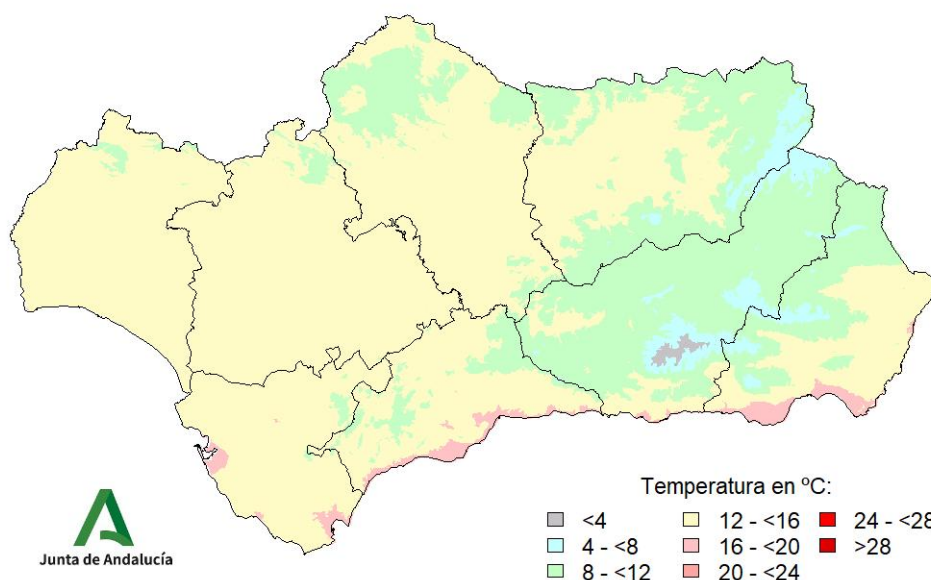 Temperatura en ºC:
<4
12 - <16
24 - <28
4 - <8
16 - <20
>28
8 - <12
20 - <24
Junta de Andalucía